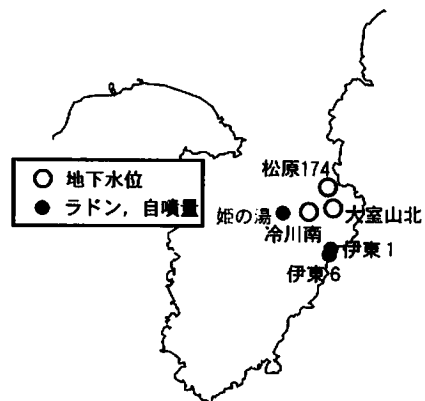 松原174
地下水位
ラドン，自噴量
姫の湯
大室山北
冷川南
伊東1
伊東6